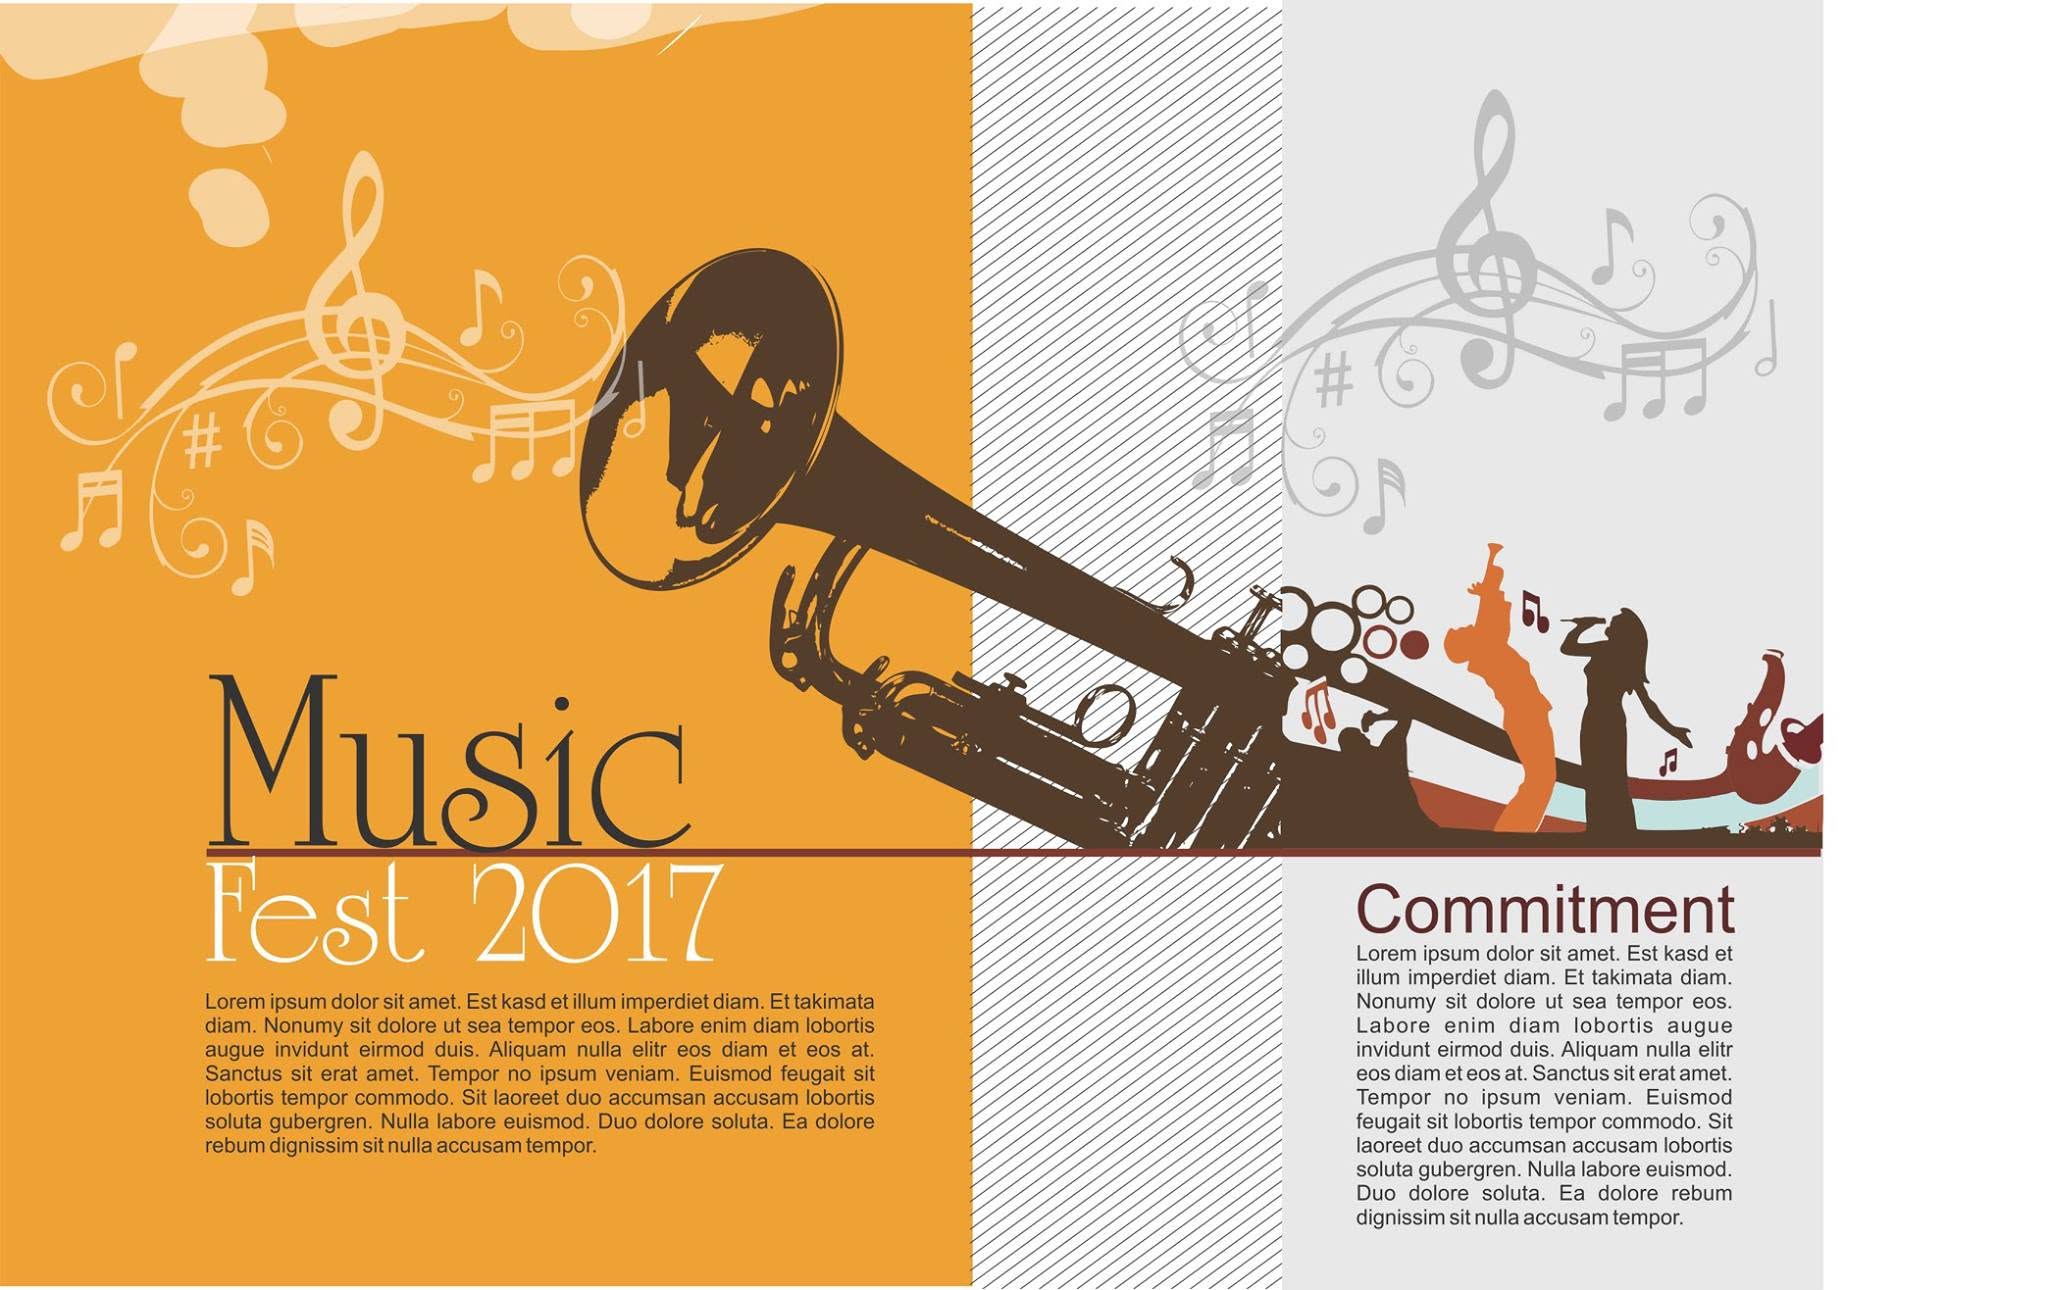 Music
Fest 2017
Lorem ipsum dolor sit amet. Est kasd et illum imperdiet diam. Et takimata
diam. Nonumy sit dolore ut sea tempor eos. Labore enim diam lobortis
augue invidunt eirmod duis. Aliquam nulla elitr eos diam et eos at.
Sanctus sit erat amet. Tempor no ipsum veniam. Euismod feugait sit
lobortis tempor commodo. Sit laoreet duo accumsan accusam lobortis
soluta gubergren. Nulla labore euismod. Duo dolore soluta. Ea dolore
rebum dignissim sit nulla accusam tempor.
Commitment
Lorem ipsum dolor sit amet. Est kasd et
illum imperdiet diam. Et takimata diam.
Nonumy sit dolore ut sea tempor eos.
Labore enim diam lobortis augue
invidunt eirmod duis. Aliquam nulla elitr
eos diam et eos at. Sanctus sit erat amet.
Tempor no ipsum veniam. Euismod
feugait sit lobortis tempor commodo. Sit
laoreet duo accumsan accusam lobortis
soluta gubergren. Nulla labore euismod.
Duo dolore soluta. Ea dolore rebum
dignissim sit nulla accusam tempor.